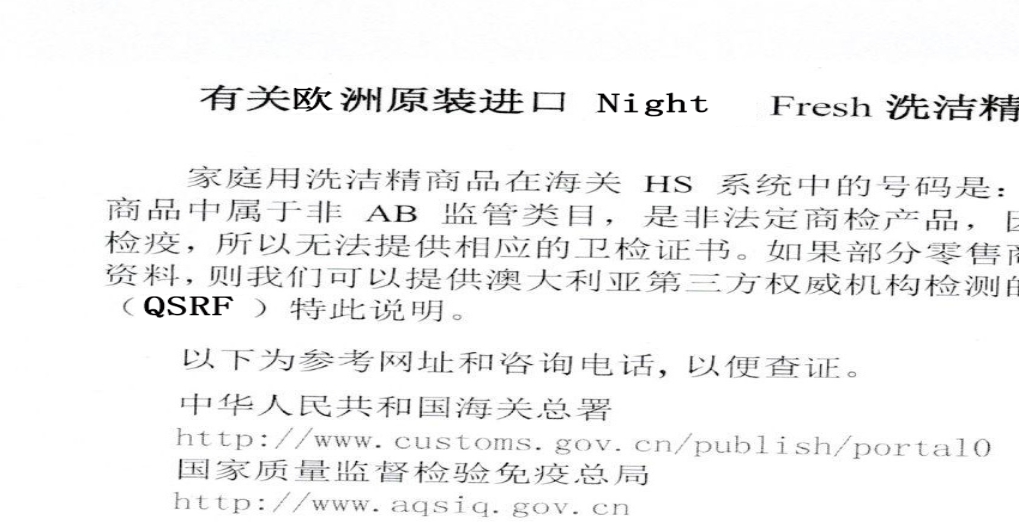 有关欧洲原装进口 Night Fresh 洗洁精
家庭用洗洁精商品在海关 HS 系统中的号码是：
商品中属于非 AB 监管类目，是非法定商检产品，
检疫，所以无法提供相应的卫检证书。如果部分零售商
资料，则我们可以提供澳大利亚第三方权威机构检测的
（QSRF）特此说明。
以下为参考网址和咨询电话，以便查证。
中华人民共和国海关总署
http://www.customs.gov.cn/publish/portal0
国家质量监督检验免疫总局
http://www.aqsiq.gov.cn